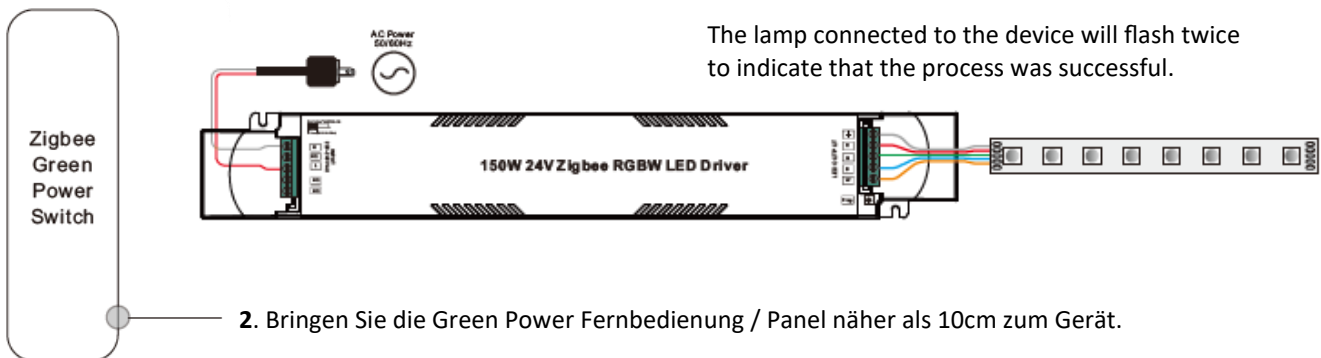 AC Power
50/60Hz
The lamp connected to the device will flash twice
to indicate that the process was successful.
Zigbee
Green
Power
Switch
150W 24V Zigbee RGBW LED Driver
LED OUTPUT
2. Bringen Sie die Green Power Fernbedienung / Panel näher als 10cm zum Gerät.